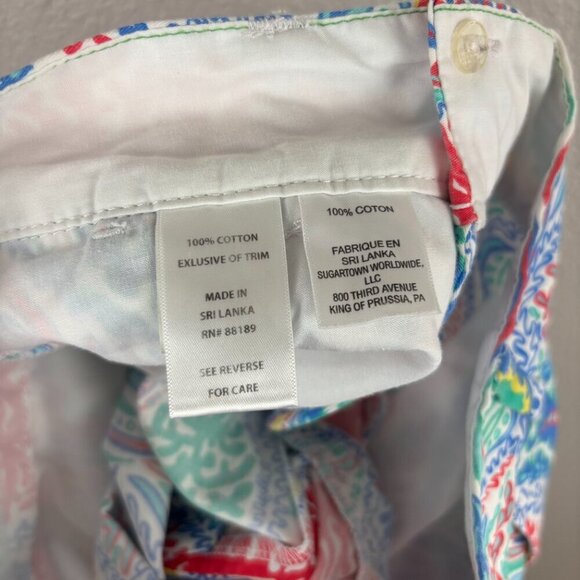 100% COTTON
EXCLUSIVE OF TRIM
MADE IN
SRI LANKA
RN# 88189
SEE REVERSE
FOR CARE
100% COTON
FABRIQUE EN
SRI LANKA
SUGARTOWN WORLDWIDE,
LLC
800 THIRD AVENUE
KING OF PRUSSIA, PA